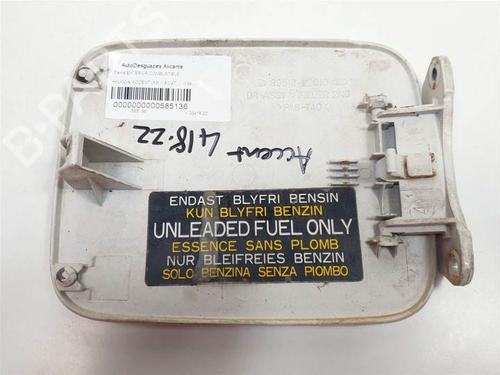 AutoDesguaces Alicante
0000000000585136
Accent
418-22
ENDAST BLYFRI BENSIN
KUN BLYFRI BENZIN
UNLEADED FUEL ONLY
ESSENCE SANS PLOMB
NUR BLEIFREIES BENZIN
SOLO BENZINA SENZA PIOMBO
B-PARTS